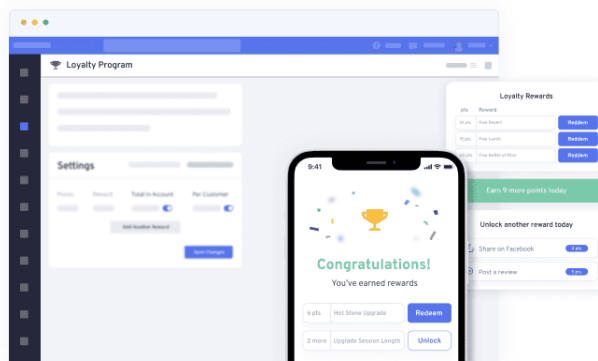 Loyalty Program
Settings
Points Reward Total in Account Per Customer
Add Another Reward
Save Changes
Loyalty Rewards
pts Reward
10 pts Free Dessert Redeem
Free Lunch Redeem
Free Bottle of Wine Redeem
Earn 9 more points today
Unlock another reward today
Share on Facebook
Post a review
9:41
Congratulations!
You've earned rewards
6 pts Hot Stone Upgrade Redeem
2 more Upgrade Session Length Unlock